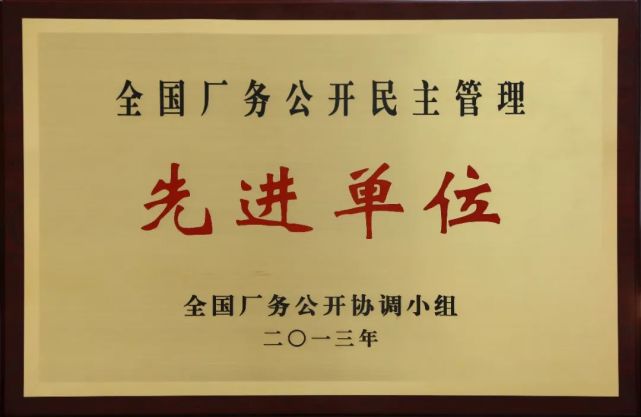 全国厂务公开民主管理
先进单位
全国厂务公开协调小组
二〇一三年